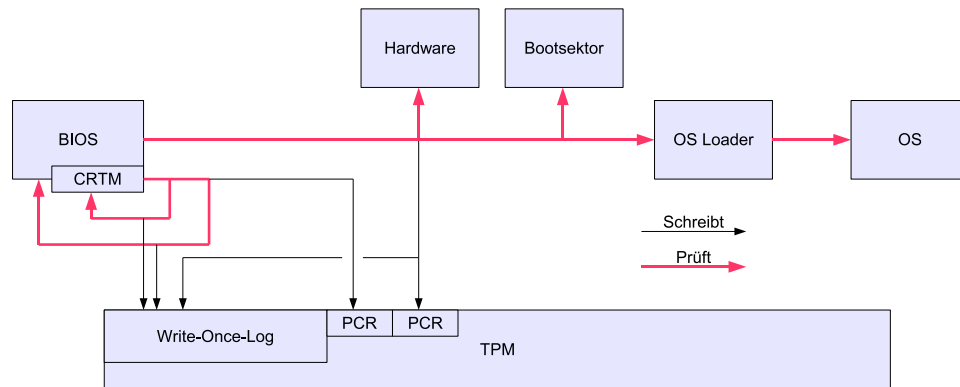 Hardware
Bootsektor
BIOS
OS Loader
OS
CRTM
Schreibt
Prüft
PCR
PCR
Write-Once-Log
TPM